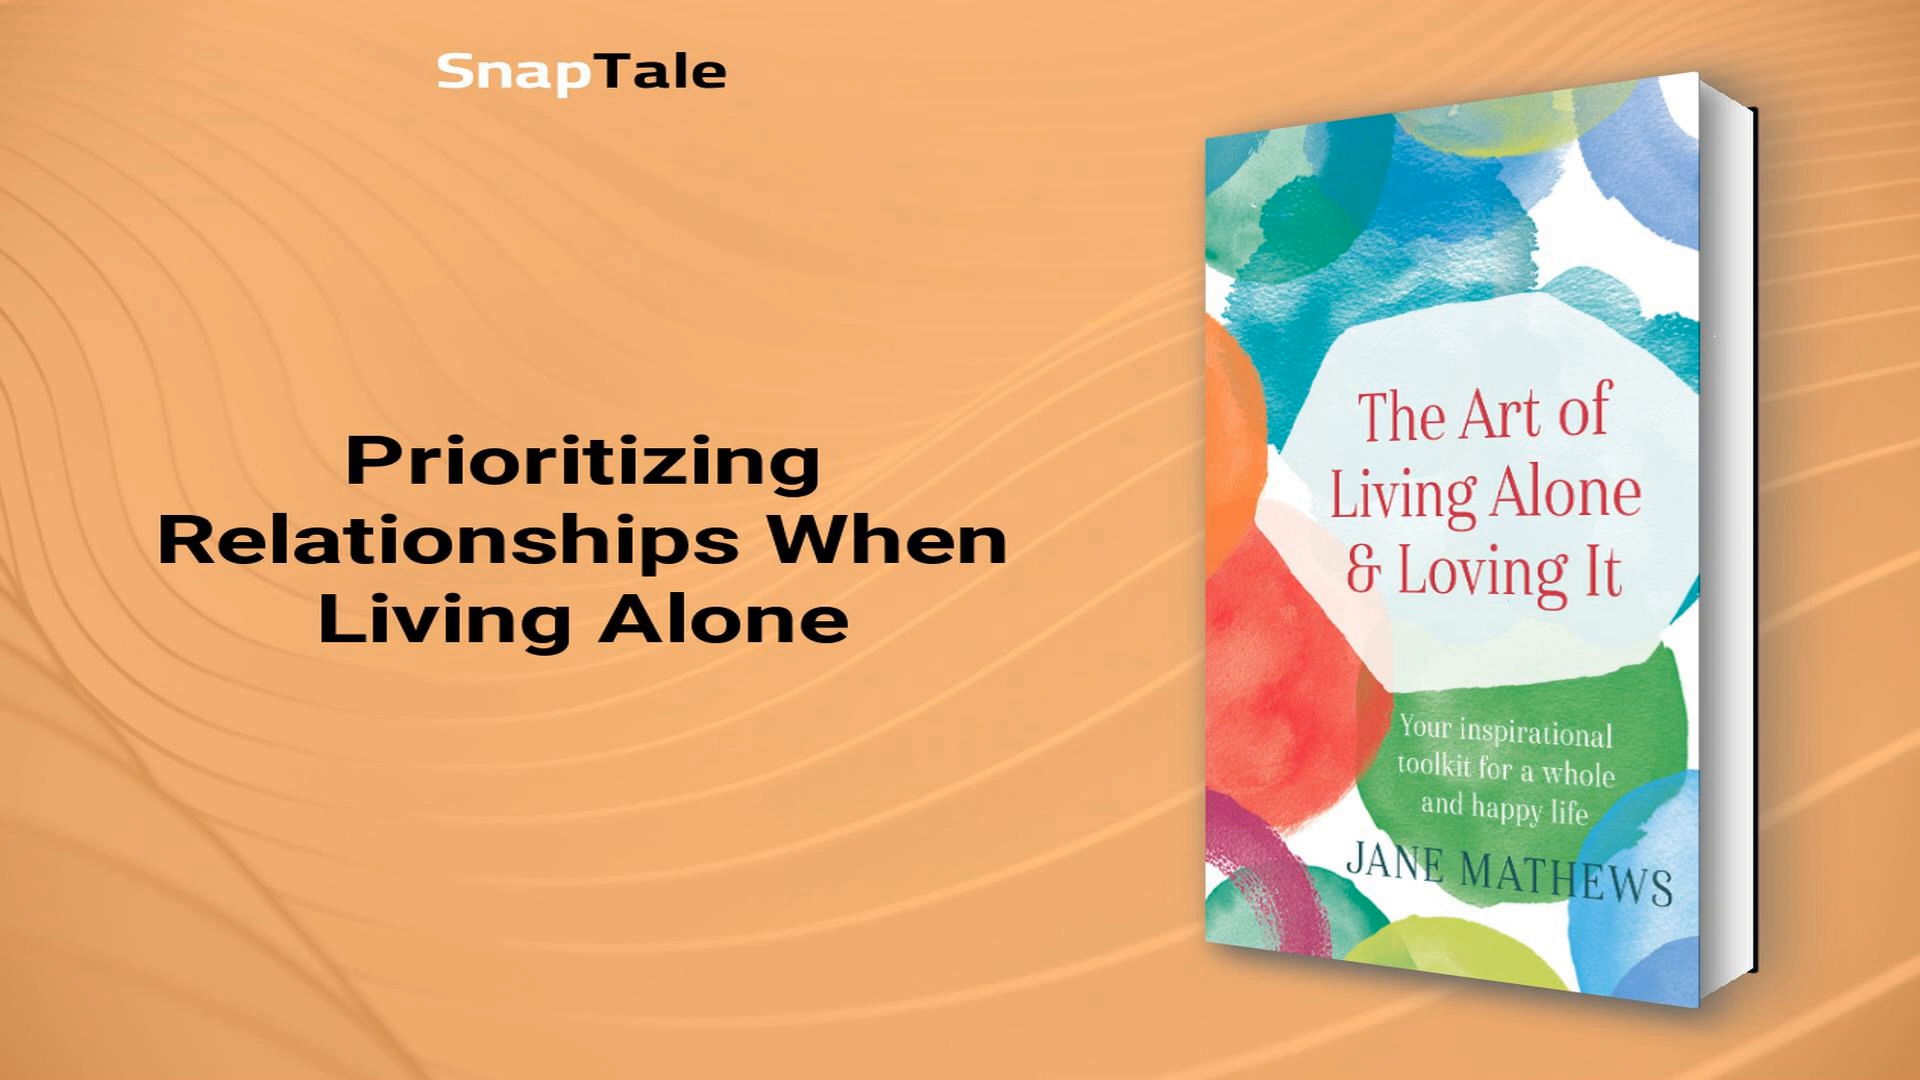 SnapTale
Prioritizing
Relationships When
Living Alone
The Art of
Living Alone
& Loving It
Your inspirational
toolkit for a whole
and happy life
JANE MATHEWS